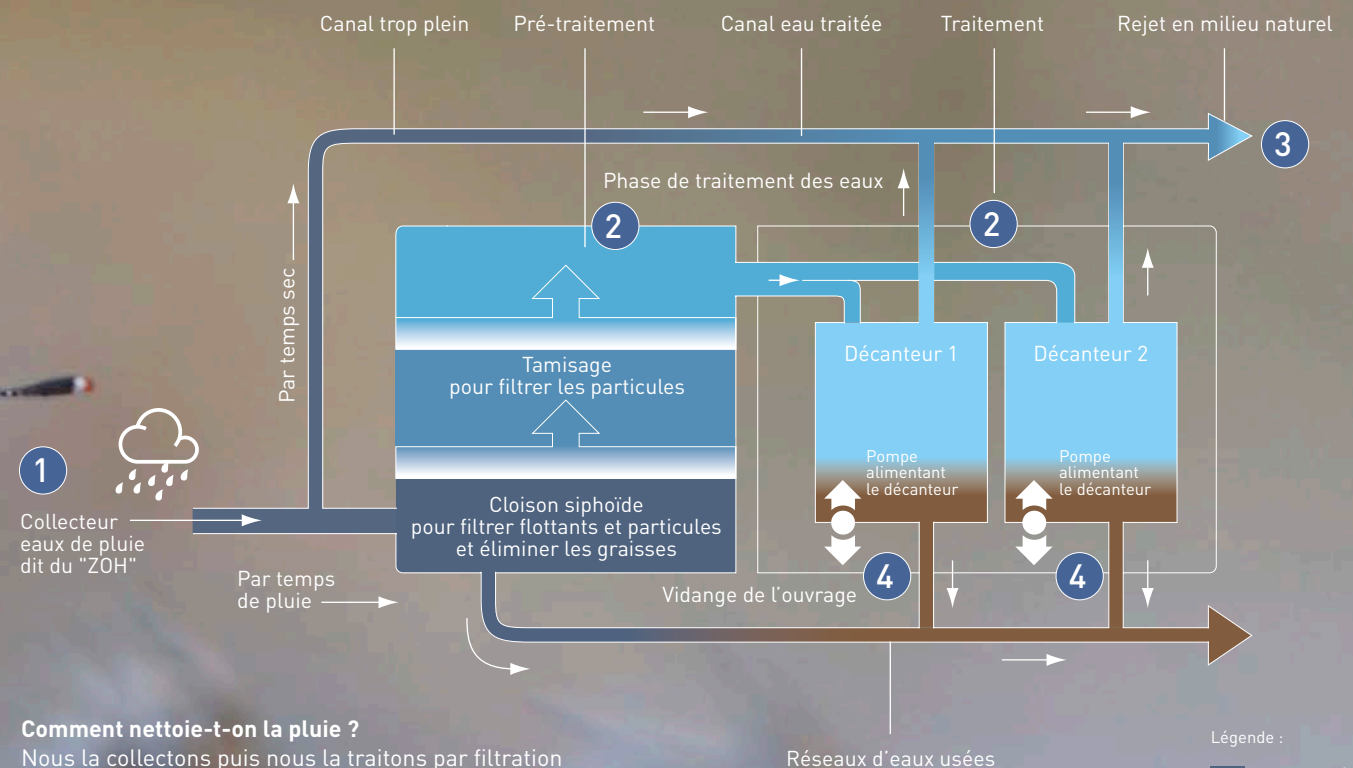 Canal trop plein
Pré-traitement
Canal eau traitée
Traitement
Rejet en milieu naturel
3
Phase de traitement des eaux
2
2
Par temps sec
Tamisage
pour filtrer les particules
Décanteur 1
Décanteur 2
Pompe
alimentant
le décanteur
Pompe
alimentant
le décanteur
1
Collecteur
eaux de pluie
dit du "ZOH"
Cloison siphoïde
pour filtrer flottants et particules
et éliminer les graisses
Par temps
de pluie
Vidange de l'ouvrage
4
4
Comment nettoie-t-on la pluie ?
Nous la collectons puis nous la traitons par filtration
Réseaux d'eaux usées
Légende :